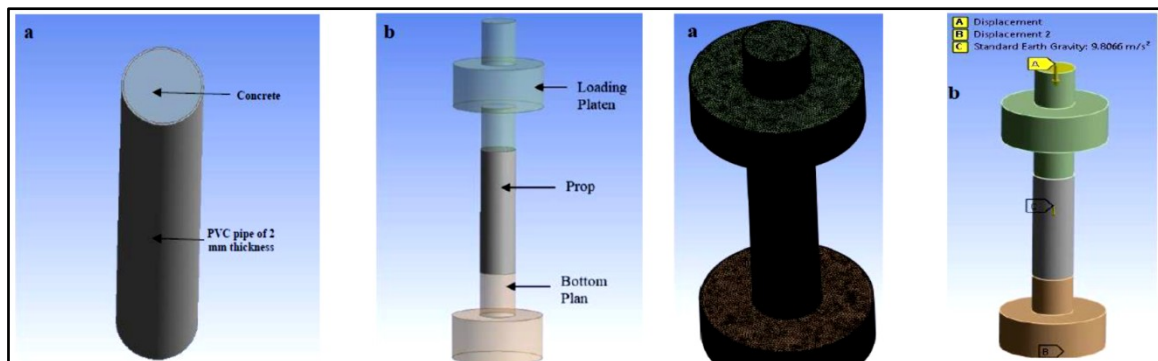 a
Concrete
PVC pipe of 2
mm thickness
b
Loading
Platen
Prop
Bottom
Plan
a
A Displacement
B Displacement 2
C Standard Earth Gravity: 9.8066 m/s²
A
b
C
B